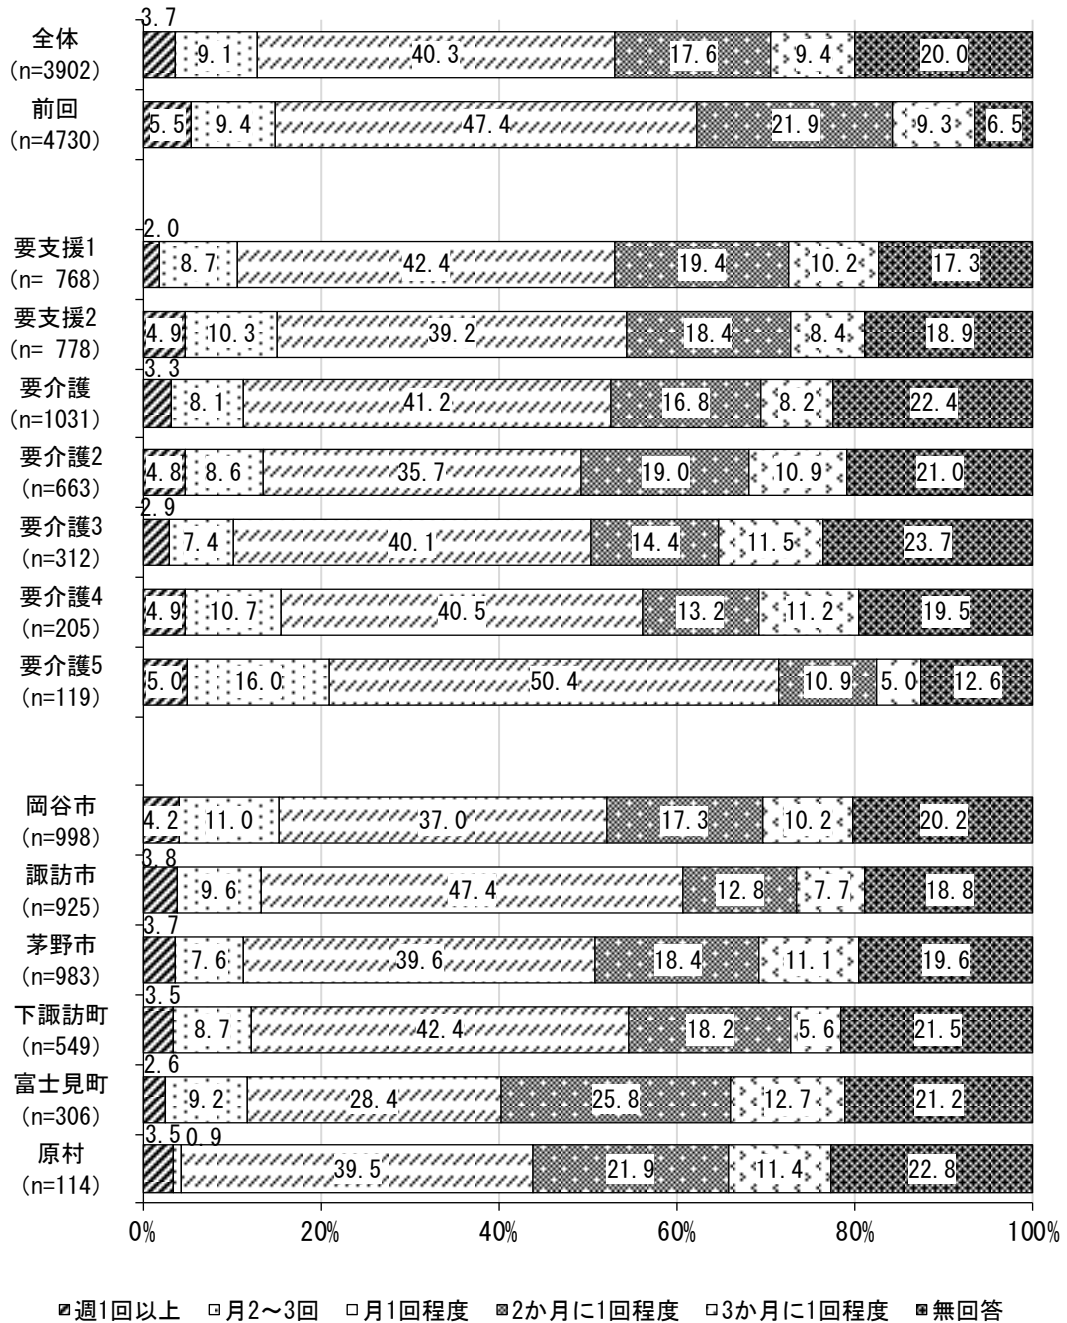 3.7
全体 9.1 40.3 17.6 9.4 20.0
(n=3902)
前回 5.5 9.4 47.4 21.9 9.3 6.5
(n=4730)
2.0
要支援1 8.7 42.4 19.4 10.2 17.3
(n= 768)
要支援2 4.9 10.3 39.2 18.4 8.4 18.9
(n= 778)
3.3
要介護 8.1 41.2 16.8 8.2 22.4
(n=1031)
要介護2 4.8 8.6 35.7 19.0 10.9 21.0
(n=663)
2.9
要介護3 7.4 40.1 14.4 11.5 23.7
(n=312)
要介護4 4.9 10.7 40.5 13.2 11.2 19.5
(n=205)
要介護5 5.0 16.0 50.4 10.9 5.0 12.6
(n=119)
岡谷市 4.2 11.0 37.0 17.3 10.2 20.2
(n=998)
3.8
諏訪市 9.6 47.4 12.8 7.7 18.8
(n=925)
3.7
茅野市 7.6 39.6 18.4 11.1 19.6
(n=983)
3.5
下諏訪町 8.7 42.4 18.2 5.6 21.5
(n=549)
2.6
富士見町 9.2 28.4 25.8 12.7 21.2
(n=306)
3.5 0.9
原村 39.5 21.9 11.4 22.8
(n=114)
0% 20% 40% 60% 80% 100%
週1回以上 月2～3回 月1回程度 2か月に1回程度 3か月に1回程度 無回答